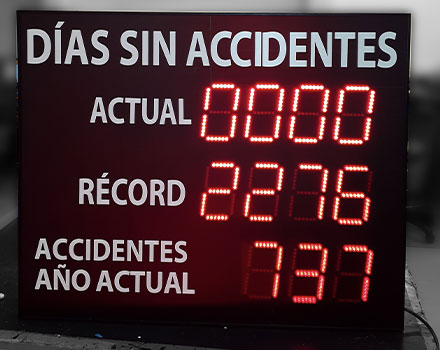 DÍAS SIN ACCIDENTES
ACTUAL 0000
RÉCORD 2276
ACCIDENTES
AÑO ACTUAL 737